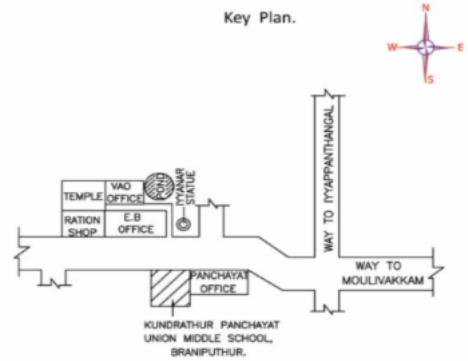 Key Plan.
N
W
E
S
WAY TO IYYAPPANTHANGAL
TEMPLE
VAO
OFFICE
POND
IYYANAR
STATUE
RATION
SHOP
E.B
OFFICE
WAY TO
MOULIVAKKAM
PANCHAYAT
OFFICE
KUNDRATHUR PANCHAYAT
UNION MIDDLE SCHOOL,
BRANIPUTHUR.